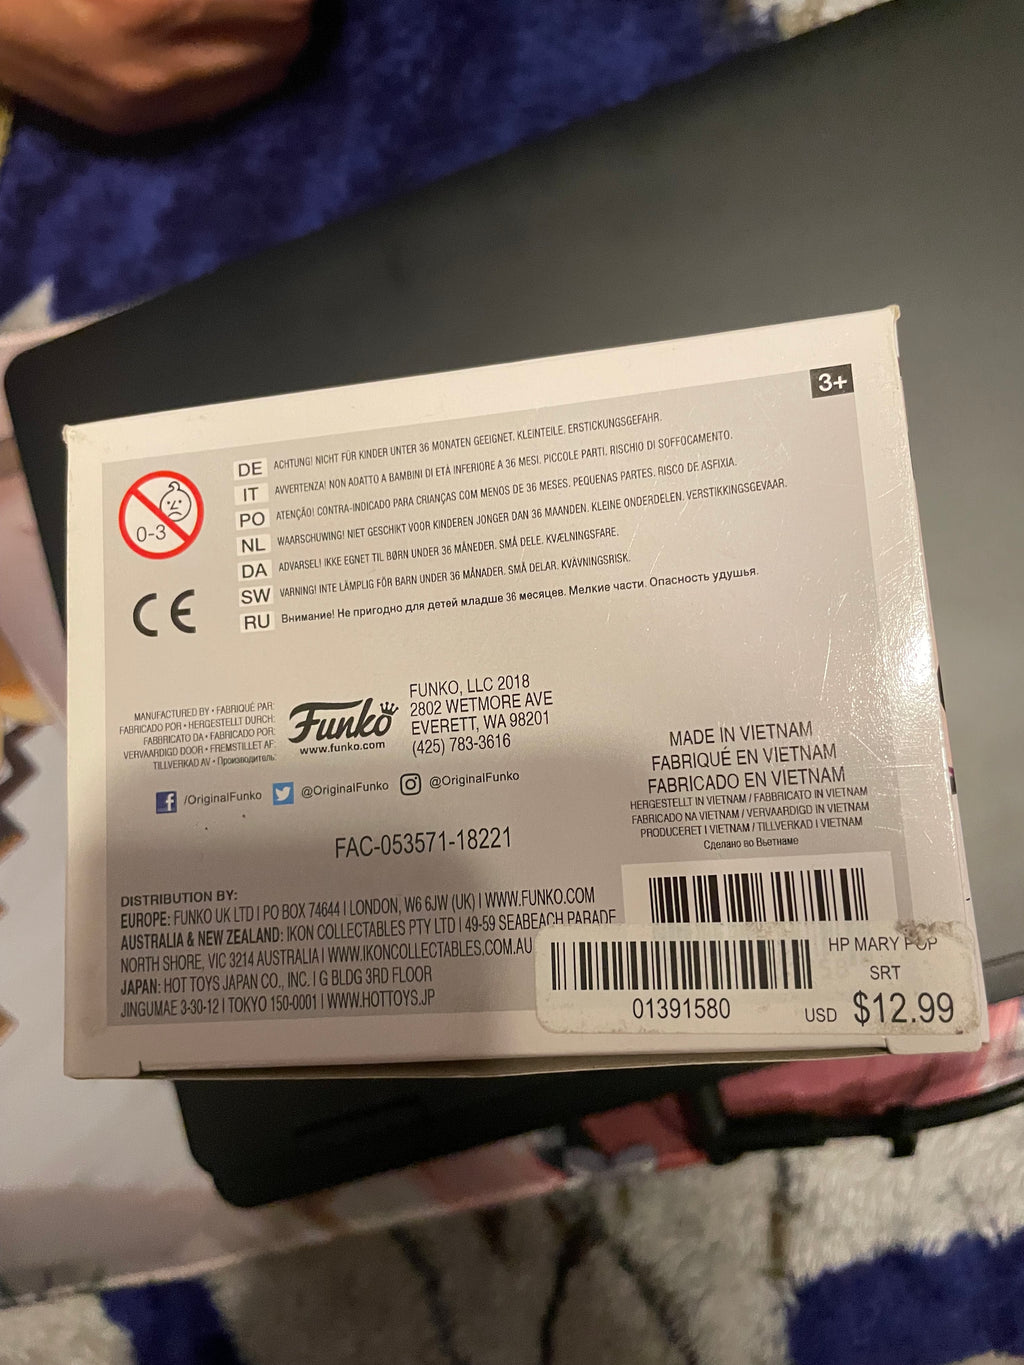 3+
0-3
DE ACHTUNG! NICHT FÜR KINDER UNTER 36 MONATEN GEEIGNET. KLEINTEILE. ERSTICKUNGSGEFAHR.
IT AVVERTENZA! NON ADATTO A BAMBINI DI ETÀ INFERIORE A 36 MESI. PICCOLE PARTI. RISCHIO DI SOFFOCAMENTO.
PO ATENÇÃO! CONTRA-INDICADO PARA CRIANÇAS COM MENOS DE 36 MESES. PEQUENAS PARTES. RISCO DE ASFIXIA.
NL WAARSCHUWING! NIET GESCHIKT VOOR KINDEREN JONGER DAN 36 MAANDEN. KLEINE ONDERDELEN. VERSTIKKINGSGEVAAR.
DA ADVARSEL! IKKE EGNET TIL BØRN UNDER 36 MÅNEDER. SMÅ DELE. KVÆLNINGSFARE.
SW VARNING! INTE LÄMPLIG FÖR BARN UNDER 36 MÅNADER. SMÅ DELAR. KVÄVNINGSRISK.
RU Внимание! Не пригодно для детей младше 36 месяцев. Мелкие части. Опасность удушья.
CE
MANUFACTURED BY • FABRIQUÉ PAR:
FABRICADO POR • HERGESTELLT DURCH:
FABBRICATO DA • FABRICADO POR:
VERVAARDIGD DOOR • FREMSTILLET AF:
TILLVERKAD AV • Производитель:
Funko
www.funko.com
FUNKO, LLC 2018
2802 WETMORE AVE
EVERETT, WA 98201
(425) 783-3616
/OriginalFunko @OriginalFunko @OriginalFunko
FAC-053571-18221
MADE IN VIETNAM
FABRIQUÉ EN VIETNAM
FABRICADO EN VIETNAM
HERGESTELLT IN VIETNAM / FABBRICATO IN VIETNAM
FABRICADO NA VIETNAM / VERVAARDIGD IN VIETNAM
PRODUCERET I VIETNAM / TILLVERKAD I VIETNAM
Сделано во Вьетнаме
DISTRIBUTION BY:
EUROPE: FUNKO UK LTD | PO BOX 74644 | LONDON, W6 6JW (UK) | WWW.FUNKO.COM
AUSTRALIA & NEW ZEALAND: IKON COLLECTABLES PTY LTD | 49-59 SEABEACH PARADE
NORTH SHORE, VIC 3214 AUSTRALIA | WWW.IKONCOLLECTABLES.COM.AU
JAPAN: HOT TOYS JAPAN CO., INC. | G BLDG 3RD FLOOR
JINGUMAE 3-30-12 | TOKYO 150-0001 | WWW.HOTTOYS.JP
HP MARY POP
SRT
01391580
USD $12.99